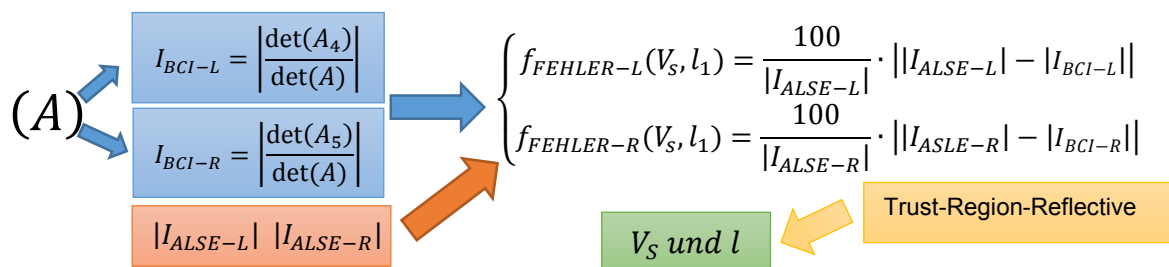 (A)
I_{BCI-L} = |det(A_4)/det(A)|
I_{BCI-R} = |det(A_5)/det(A)|
|I_{ALSE-L}| |I_{ALSE-R}|
f_{FEHLER-L}(V_s, l_1) = 100/|I_{ALSE-L}| · ||I_{ALSE-L}| − |I_{BCI-L}||
f_{FEHLER-R}(V_s, l_1) = 100/|I_{ALSE-R}| · ||I_{ASLE-R}| − |I_{BCI-R}||
Trust-Region-Reflective
V_S und l